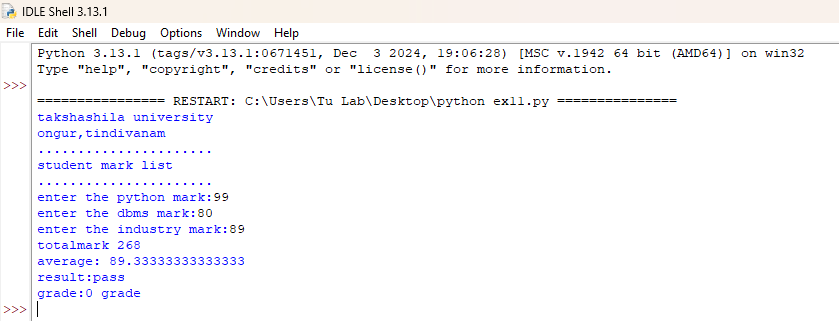 IDLE Shell 3.13.1
File Edit Shell Debug Options Window Help
Python 3.13.1 (tags/v3.13.1:0671451, Dec  3 2024, 19:06:28) [MSC v.1942 64 bit (AMD64)] on win32
Type "help", "copyright", "credits" or "license()" for more information.
>>>
================ RESTART: C:\Users\Tu Lab\Desktop\python ex11.py ===============
takshashila university
ongur,tindivanam
......................
student mark list
......................
enter the python mark:99
enter the dbms mark:80
enter the industry mark:89
totalmark 268
average: 89.33333333333333
result:pass
grade:0 grade
>>>